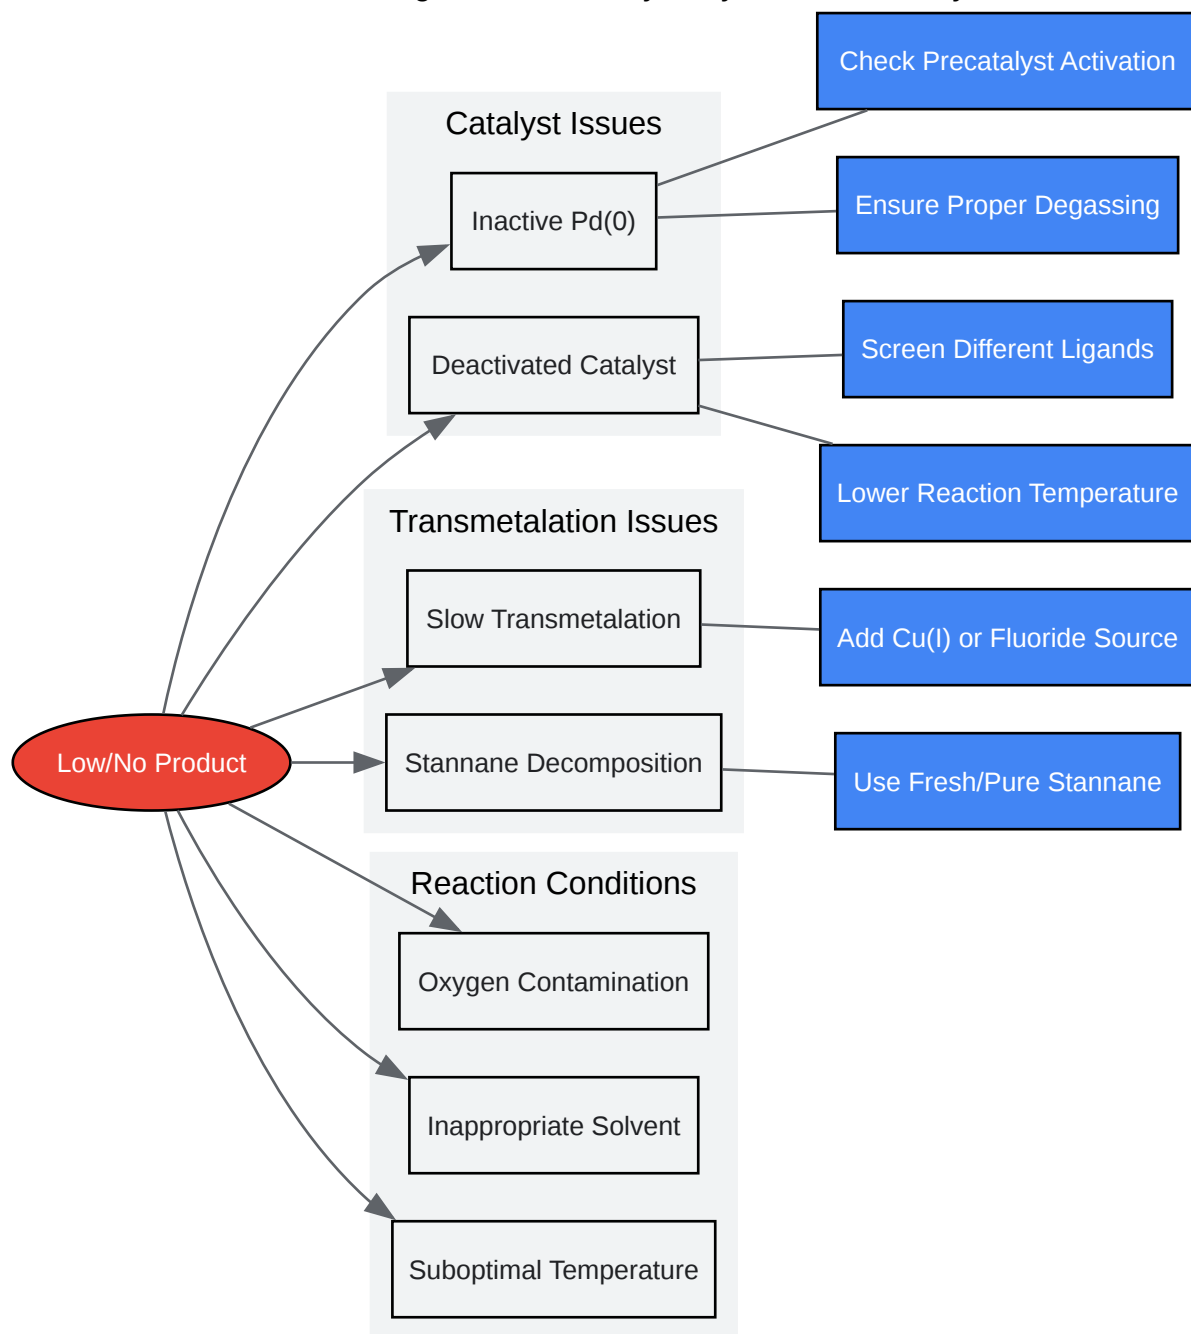 Check Precatalyst Activation
Catalyst Issues
Inactive Pd(0)
Ensure Proper Degassing
Deactivated Catalyst
Screen Different Ligands
Lower Reaction Temperature
Transmetalation Issues
Slow Transmetalation
Add Cu(I) or Fluoride Source
Low/No Product
Stannane Decomposition
Use Fresh/Pure Stannane
Reaction Conditions
Oxygen Contamination
Inappropriate Solvent
Suboptimal Temperature